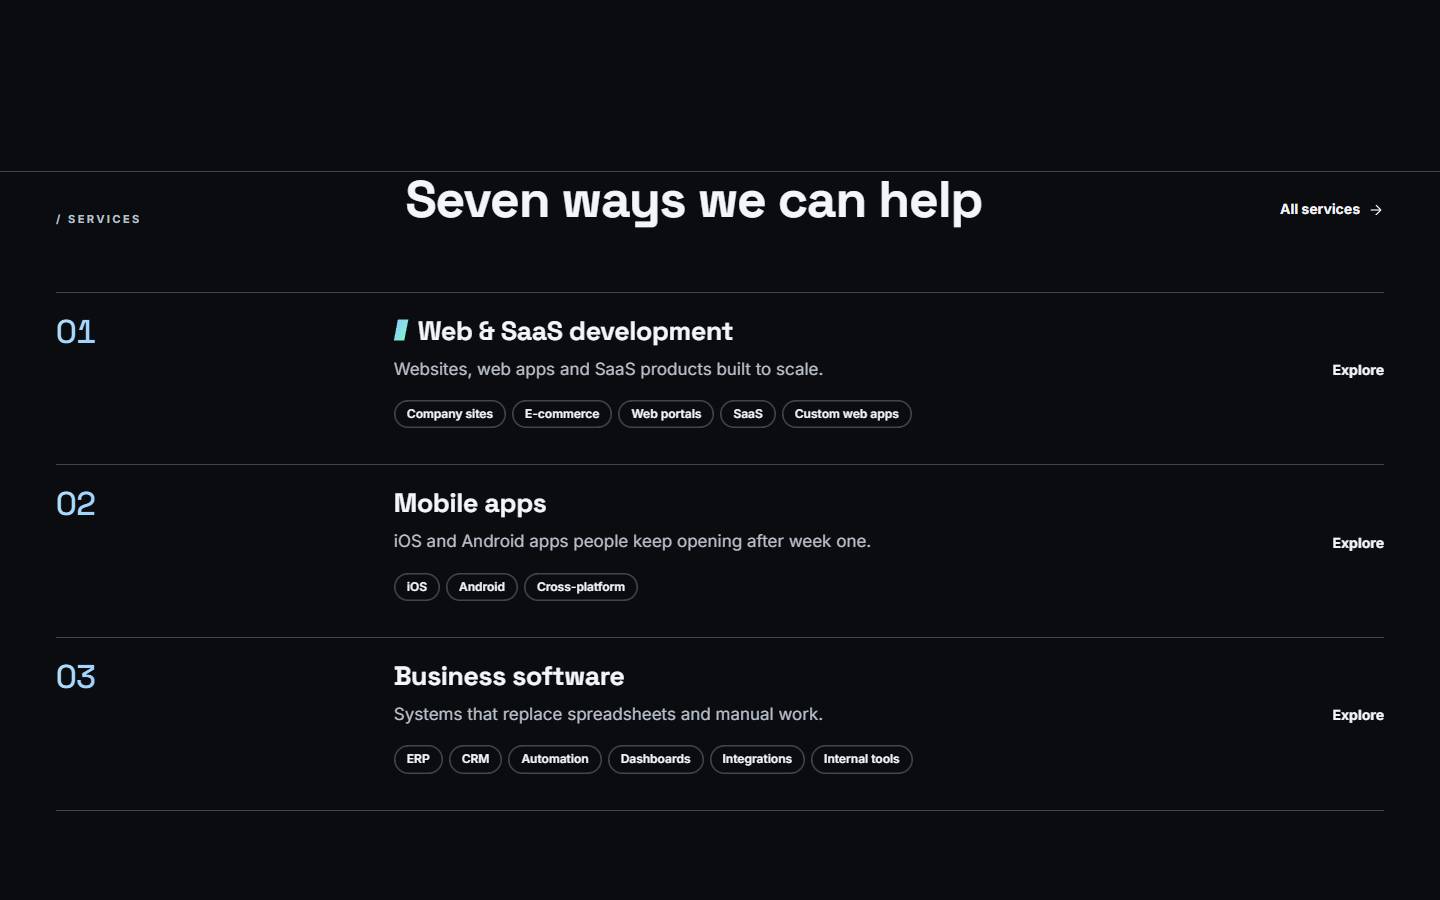 / SERVICES
Seven ways we can help
All services →
01
Web & SaaS development
Websites, web apps and SaaS products built to scale.
Explore
Company sites
E-commerce
Web portals
SaaS
Custom web apps
02
Mobile apps
iOS and Android apps people keep opening after week one.
Explore
iOS
Android
Cross-platform
03
Business software
Systems that replace spreadsheets and manual work.
Explore
ERP
CRM
Automation
Dashboards
Integrations
Internal tools